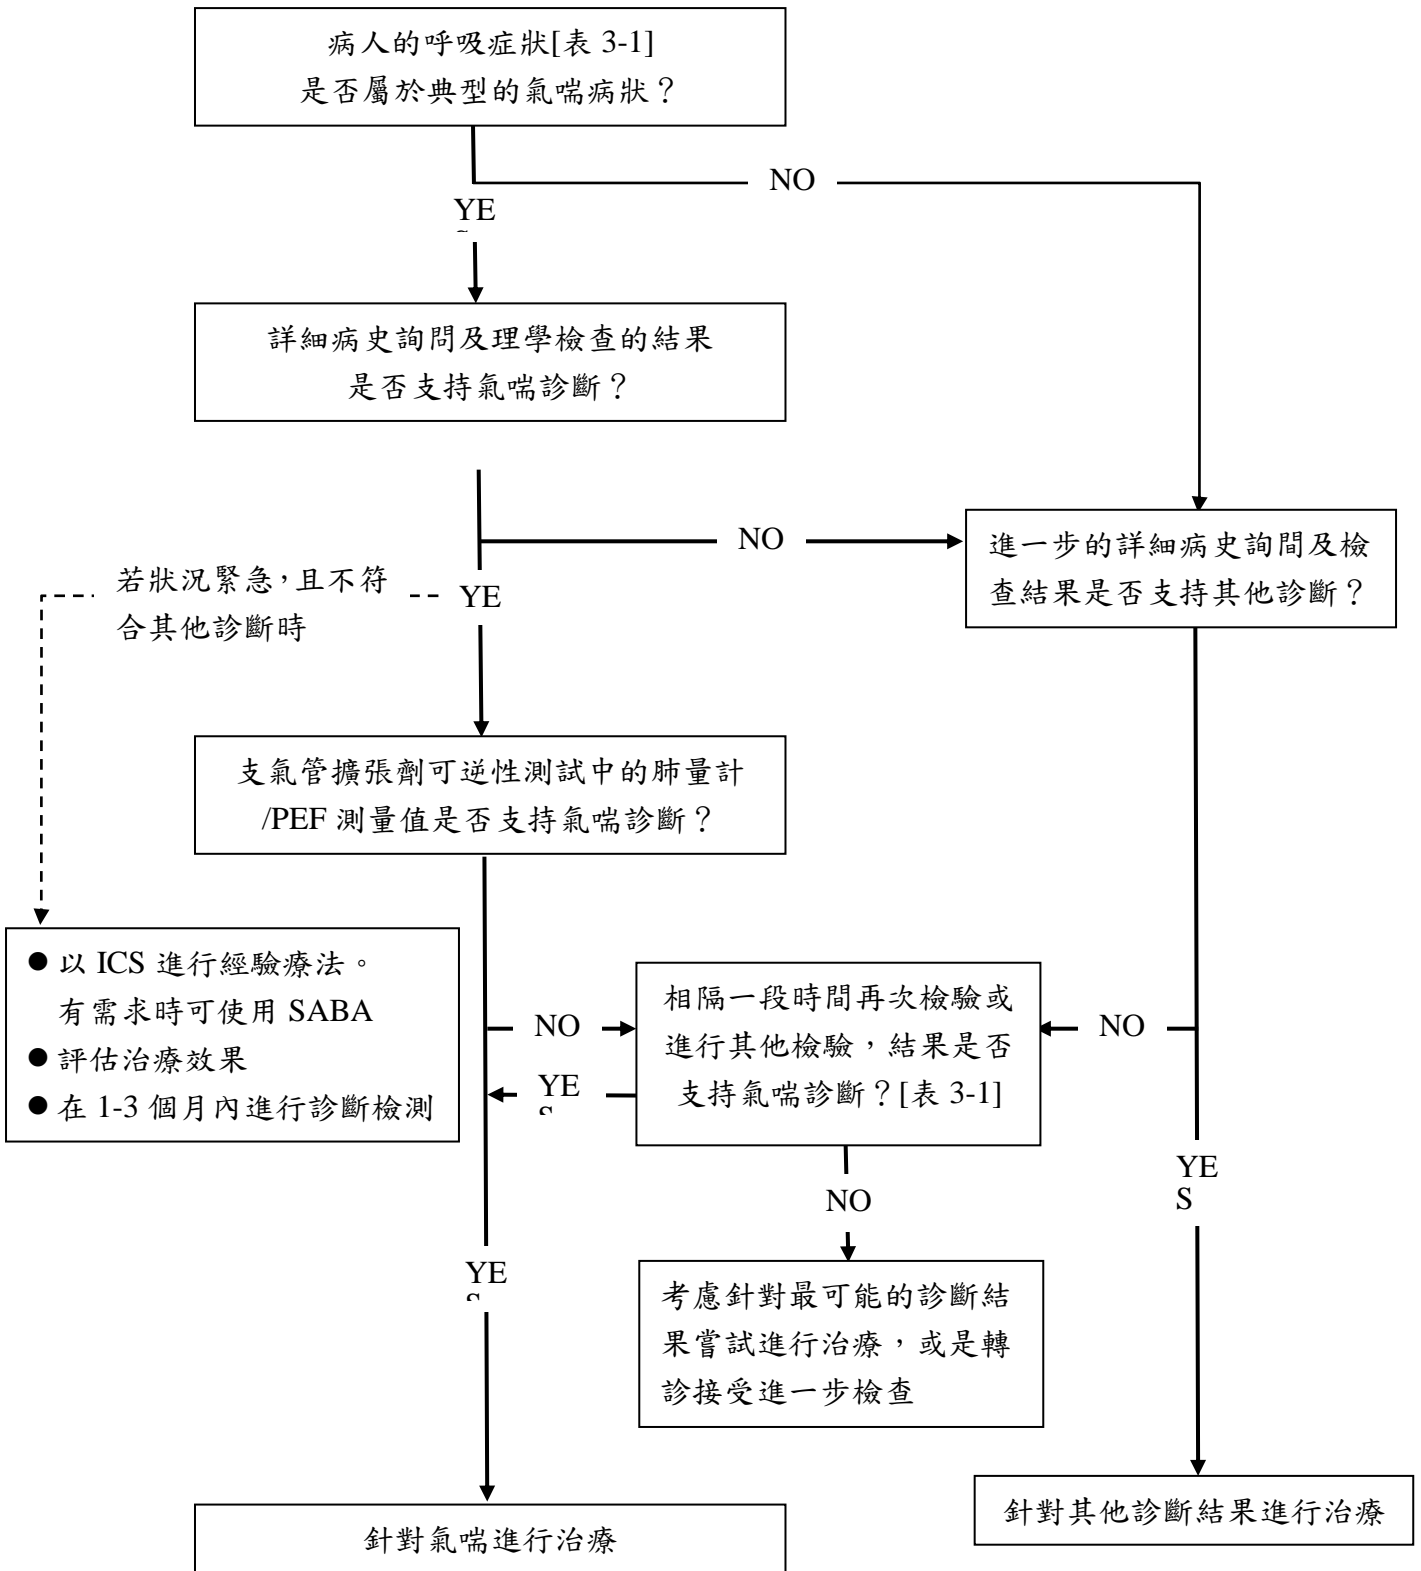 病人的呼吸症狀[表 3-1]
是否屬於典型的氣喘病狀？
NO
YE
詳細病史詢問及理學檢查的結果
是否支持氣喘診斷？
NO
進一步的詳細病史詢間及檢
查結果是否支持其他診斷？
若狀況緊急，且不符
合其他診斷時
YE
支氣管擴張劑可逆性測試中的肺量計
/PEF 測量值是否支持氣喘診斷？
●以 ICS 進行經驗療法。
有需求時可使用 SABA
●評估治療效果
●在 1-3 個月內進行診斷檢測
NO
YE
相隔一段時間再次檢驗或
進行其他檢驗，結果是否
支持氣喘診斷？[表 3-1]
NO
YE
S
NO
YE
考慮針對最可能的診斷結
果嘗試進行治療，或是轉
診接受進一步檢查
針對其他診斷結果進行治療
針對氣喘進行治療